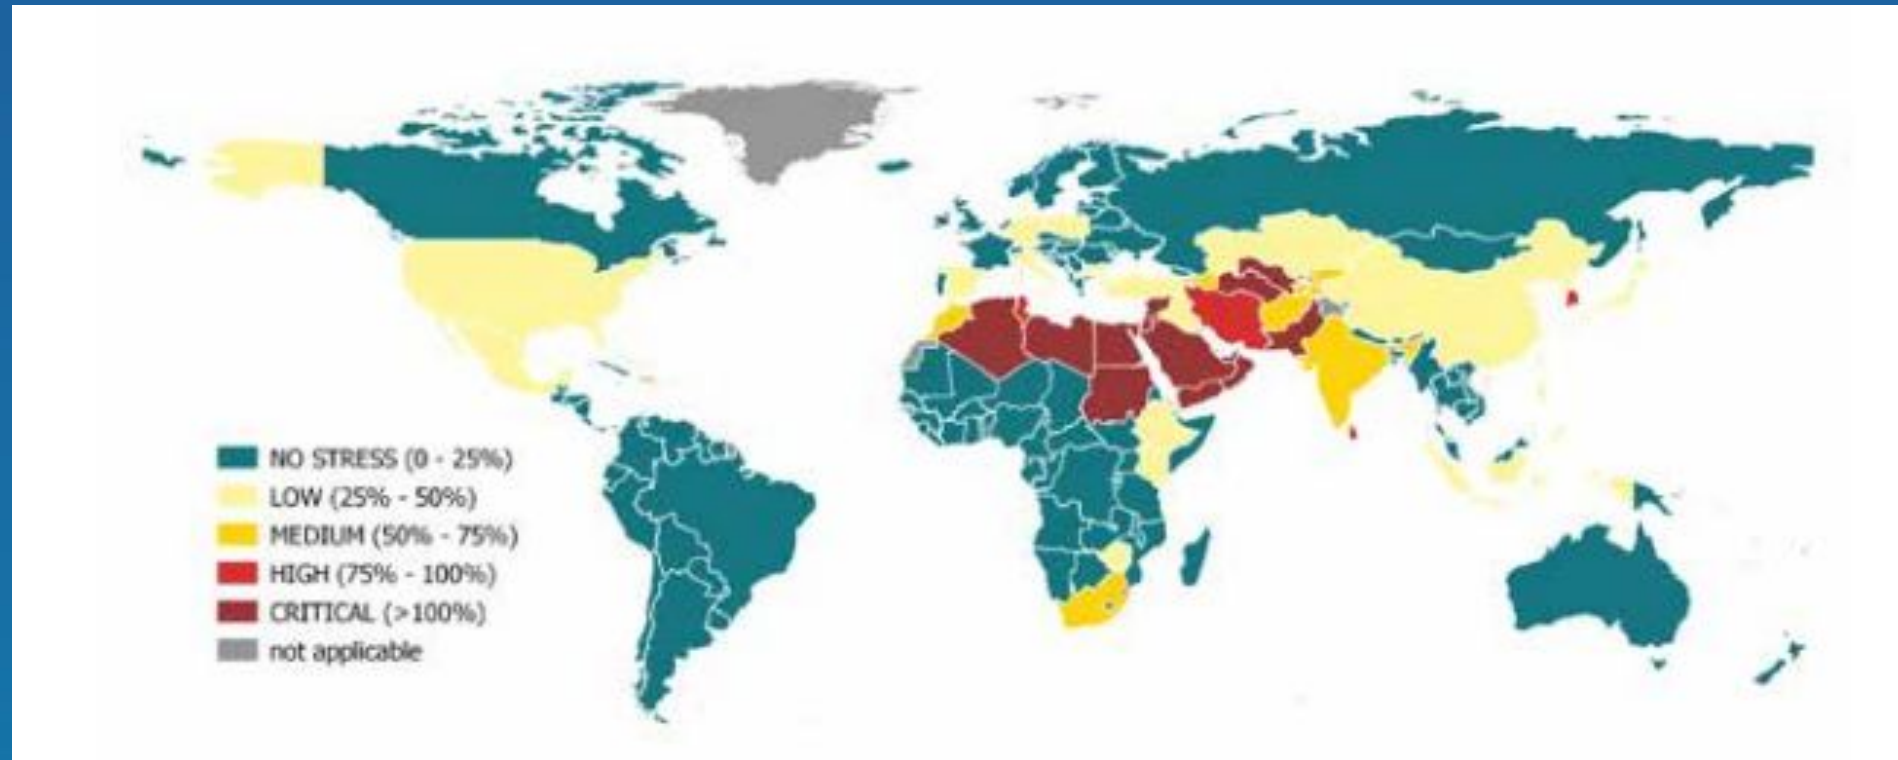 NO STRESS (0 - 25%)
LOW (25% - 50%)
MEDIUM (50% - 75%)
HIGH (75% - 100%)
CRITICAL (>100%)
not applicable